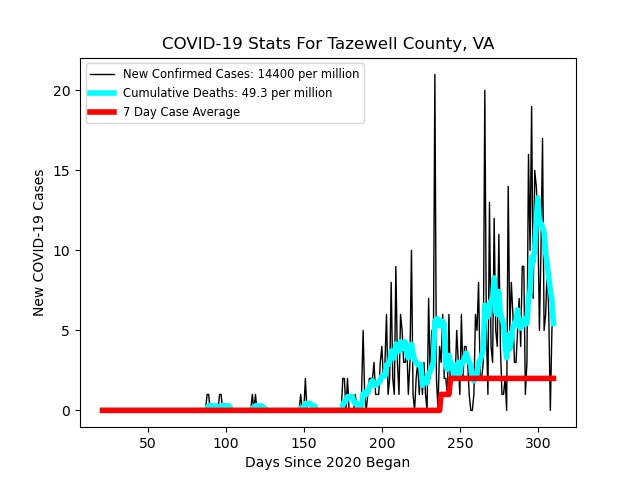 COVID-19 Stats For Tazewell County, VA
New Confirmed Cases: 14400 per million
Cumulative Deaths: 49.3 per million
7 Day Case Average
New COVID-19 Cases
20
15
10
5
0
50 100 150 200 250 300
Days Since 2020 Began